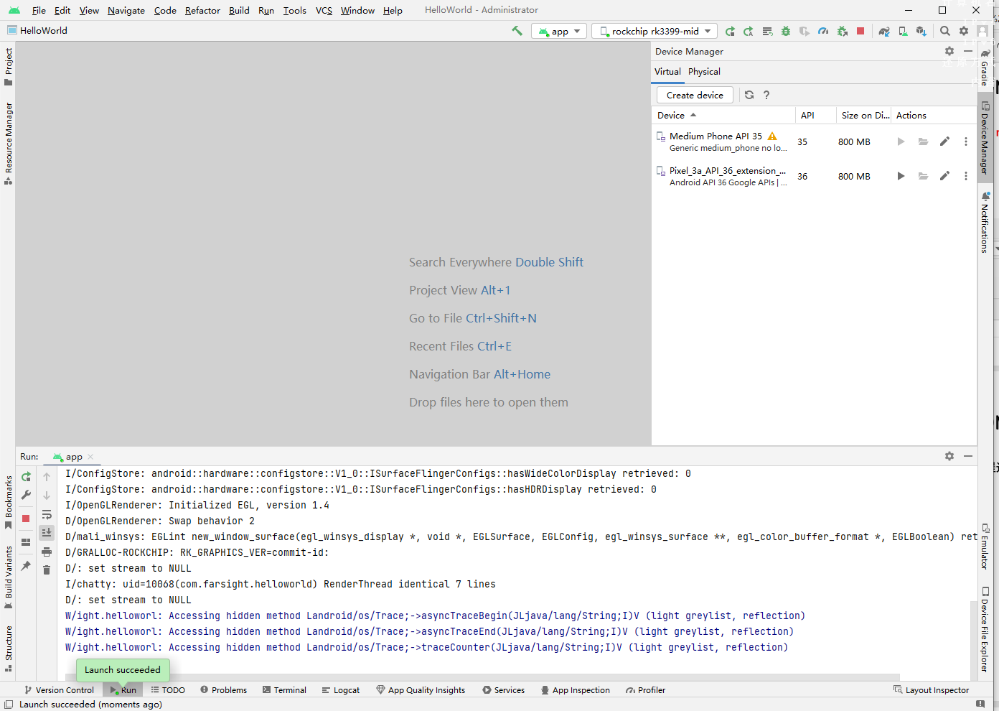 File Edit View Navigate Code Refactor Build Run Tools VCS Window Help HelloWorld - Administrator
HelloWorld
app
rockchip rk3399-mid
Project
Resource Manager
Bookmarks
Build Variants
Structure
Device Manager
Virtual Physical
Create device
?
Device API Size on Di... Actions
Medium Phone API 35
Generic medium_phone no lo...
35 800 MB
Pixel_3a_API_36_extension_...
Android API 36 Google APIs | ...
36 800 MB
Search Everywhere Double Shift
Project View Alt+1
Go to File Ctrl+Shift+N
Recent Files Ctrl+E
Navigation Bar Alt+Home
Drop files here to open them
Gradle
Device Manager
Notifications
Emulator
Device File Explorer
Run: app
I/ConfigStore: android::hardware::configstore::V1_0::ISurfaceFlingerConfigs::hasWideColorDisplay retrieved: 0
I/ConfigStore: android::hardware::configstore::V1_0::ISurfaceFlingerConfigs::hasHDRDisplay retrieved: 0
I/OpenGLRenderer: Initialized EGL, version 1.4
D/OpenGLRenderer: Swap behavior 2
D/mali_winsys: EGLint new_window_surface(egl_winsys_display *, void *, EGLSurface, EGLConfig, egl_winsys_surface **, egl_color_buffer_format *, EGLBoolean) ret
D/GRALLOC-ROCKCHIP: RK_GRAPHICS_VER=commit-id:
D/: set stream to NULL
I/chatty: uid=10068(com.farsight.helloworld) RenderThread identical 7 lines
D/: set stream to NULL
W/ight.helloworl: Accessing hidden method Landroid/os/Trace;->asyncTraceBegin(JLjava/lang/String;I)V (light greylist, reflection)
W/ight.helloworl: Accessing hidden method Landroid/os/Trace;->asyncTraceEnd(JLjava/lang/String;I)V (light greylist, reflection)
W/ight.helloworl: Accessing hidden method Landroid/os/Trace;->traceCounter(JLjava/lang/String;I)V (light greylist, reflection)
Launch succeeded
Version Control Run TODO Problems Terminal Logcat App Quality Insights Services App Inspection Profiler Layout Inspector
Launch succeeded (moments ago)